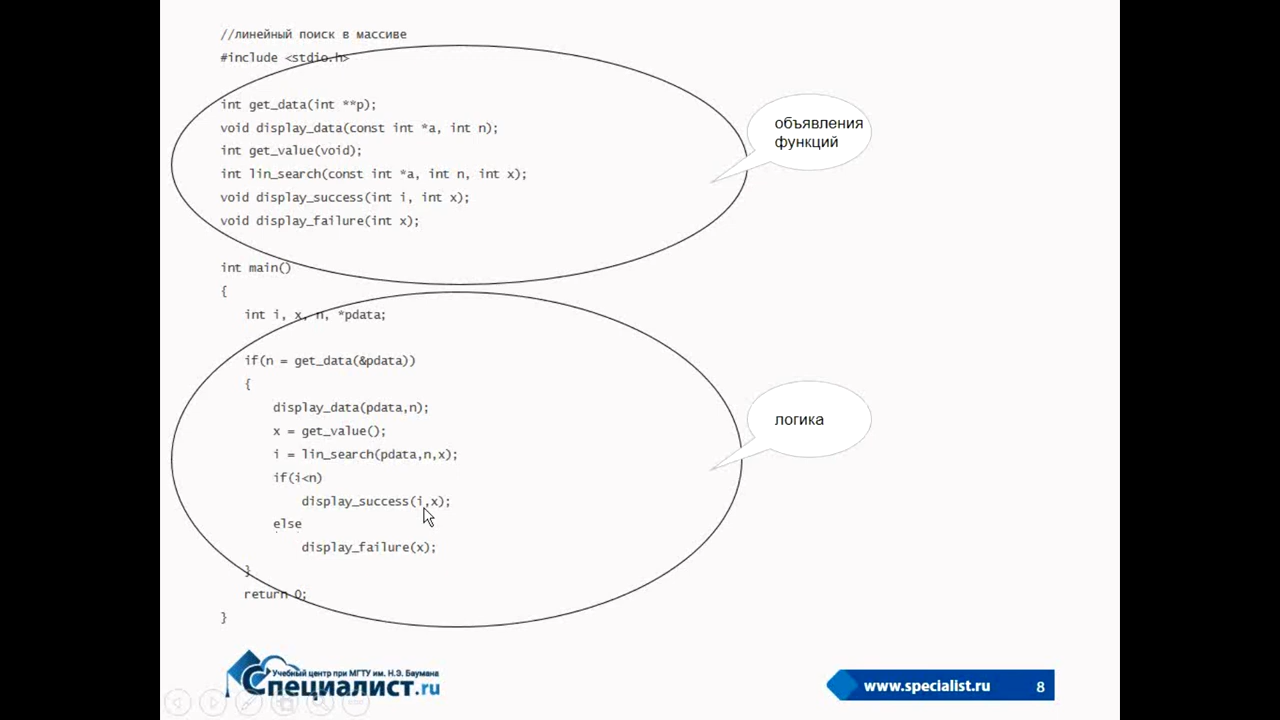 //линейный поиск в массиве
#include <stdio.h>
int get_data(int **p);
void display_data(const int *a, int n);
int get_value(void);
int lin_search(const int *a, int n, int x);
void display_success(int i, int x);
void display_failure(int x);
объявления
функций
int main()
{
int i, x, n, *pdata;
if(n = get_data(&pdata))
{
display_data(pdata,n);
x = get_value();
i = lin_search(pdata,n,x);
if(i<n)
display_success(i,x);
else
display_failure(x);
}
return 0;
}
логика
Учебный центр при МГТУ им. Н.Э. Баумана
Специалист.ru
www.specialist.ru 8